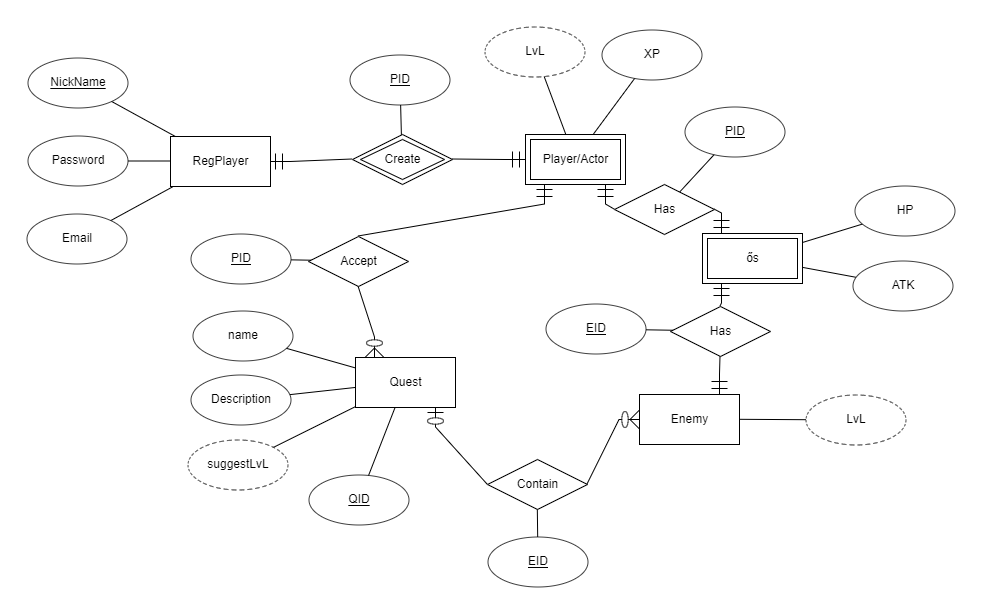 LvL
XP
NickName
PID
PID
Password
RegPlayer
Create
Player/Actor
Has
HP
Email
PID
Accept
ős
ATK
name
EID
Has
Quest
Description
Enemy
LvL
suggestLvL
QID
Contain
EID